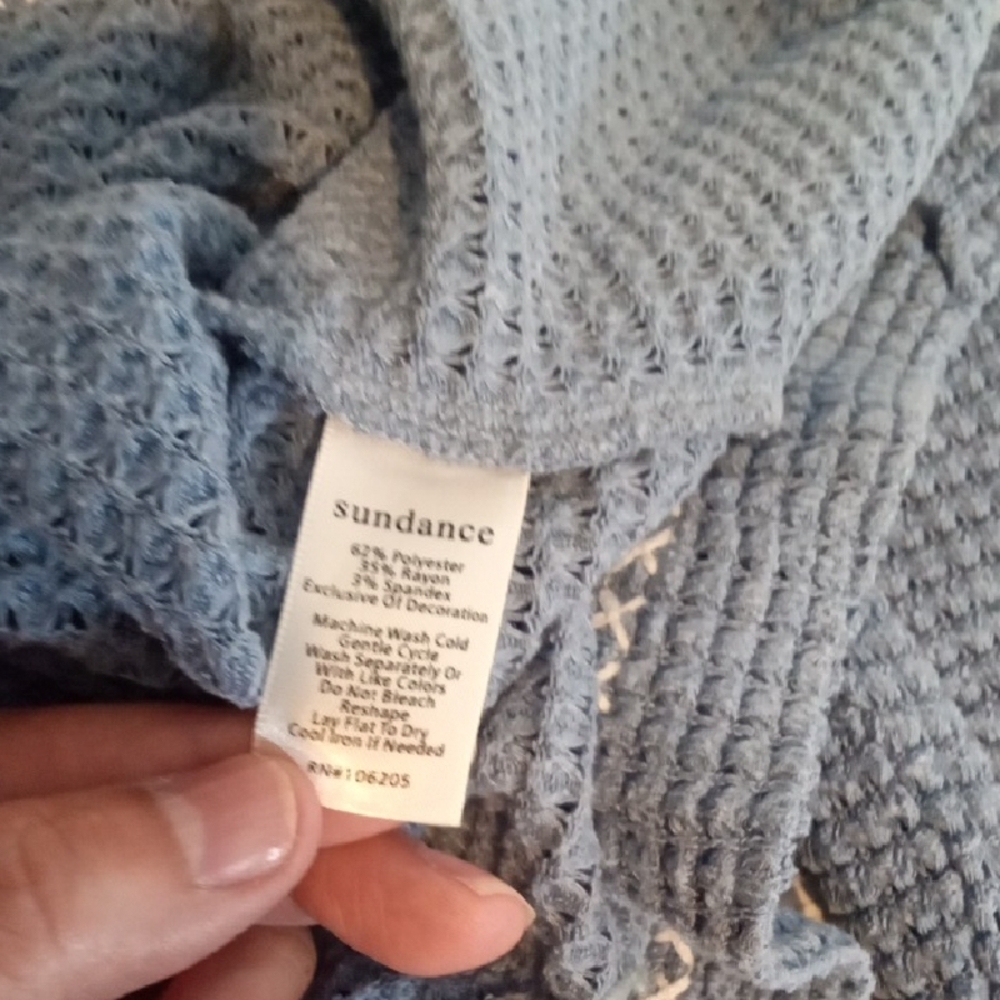 sundance
62% Polyester
35% Rayon
3% Spandex
Exclusive Of Decoration
Machine Wash Cold
Gentle Cycle
Wash Separately Or
With Like Colors
Do Not Bleach
Reshape
Lay Flat To Dry
Cool Iron If Needed
RN#106205